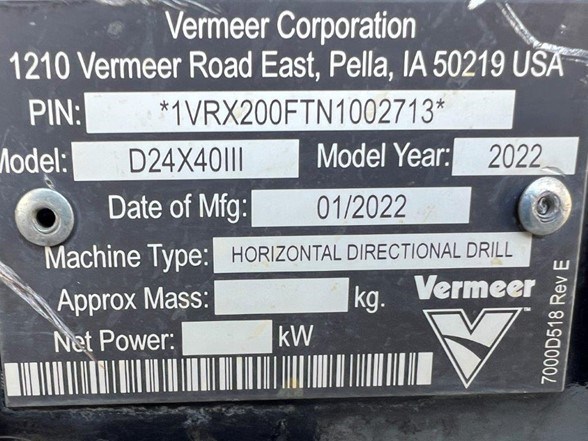 Vermeer Corporation
1210 Vermeer Road East, Pella, IA 50219 USA
PIN: *1VRX200FTN1002713*
Model: D24X40III Model Year: 2022
Date of Mfg: 01/2022
Machine Type: HORIZONTAL DIRECTIONAL DRILL
Approx Mass: kg.
Net Power: kW
Vermeer
7000D518 Rev E